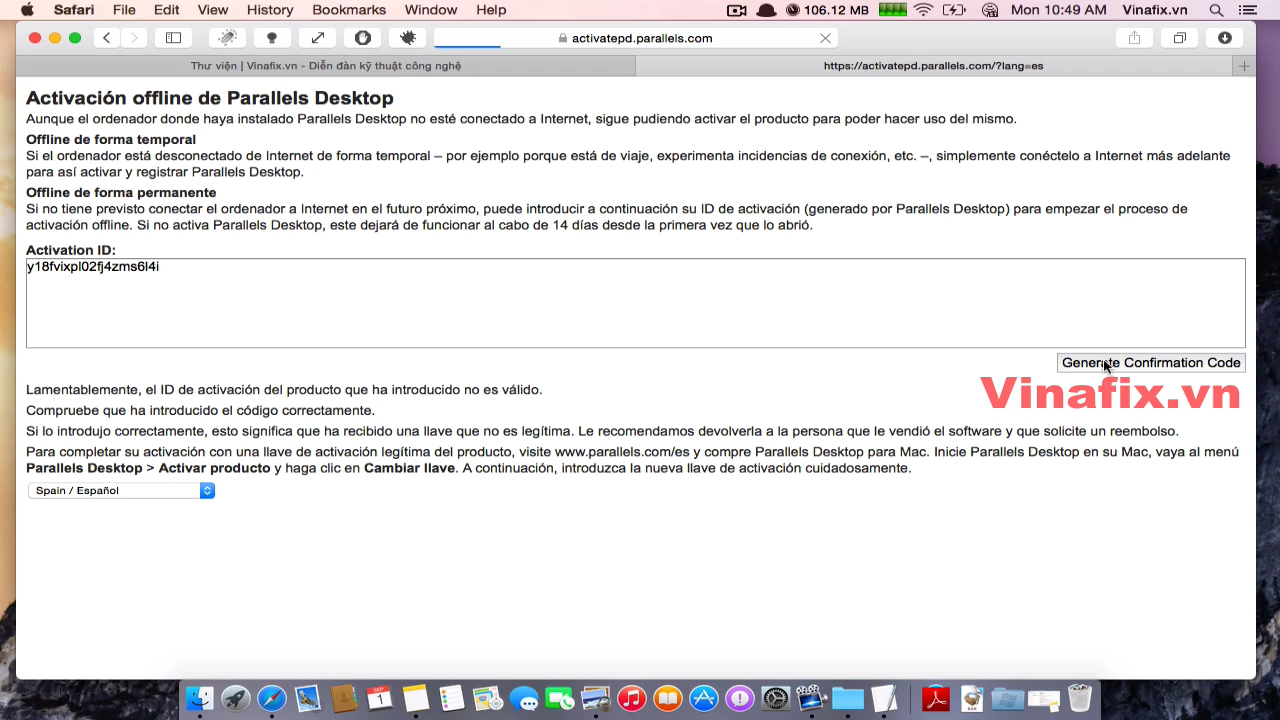 Safari File Edit View History Bookmarks Window Help 106.12 MB Mon 10:49 AM Vinafix.vn
activatepd.parallels.com
Thư viện | Vinafix.vn - Diễn đàn kỹ thuật công nghệ
https://activatepd.parallels.com/?lang=es
Activación offline de Parallels Desktop
Aunque el ordenador donde haya instalado Parallels Desktop no esté conectado a Internet, sigue pudiendo activar el producto para poder hacer uso del mismo.
Offline de forma temporal
Si el ordenador está desconectado de Internet de forma temporal – por ejemplo porque está de viaje, experimenta incidencias de conexión, etc. –, simplemente conéctelo a Internet más adelante
para así activar y registrar Parallels Desktop.
Offline de forma permanente
Si no tiene previsto conectar el ordenador a Internet en el futuro próximo, puede introducir a continuación su ID de activación (generado por Parallels Desktop) para empezar el proceso de
activación offline. Si no activa Parallels Desktop, este dejará de funcionar al cabo de 14 días desde la primera vez que lo abrió.
Activation ID:
y18fvixpl02fj4zms6l4i
Generate Confirmation Code
Vinafix.vn
Lamentablemente, el ID de activación del producto que ha introducido no es válido.
Compruebe que ha introducido el código correctamente.
Si lo introdujo correctamente, esto significa que ha recibido una llave que no es legítima. Le recomendamos devolverla a la persona que le vendió el software y que solicite un reembolso.
Para completar su activación con una llave de activación legítima del producto, visite www.parallels.com/es y compre Parallels Desktop para Mac. Inicie Parallels Desktop en su Mac, vaya al menú
Parallels Desktop > Activar producto y haga clic en Cambiar llave. A continuación, introduzca la nueva llave de activación cuidadosamente.
Spain / Español
SEP
1